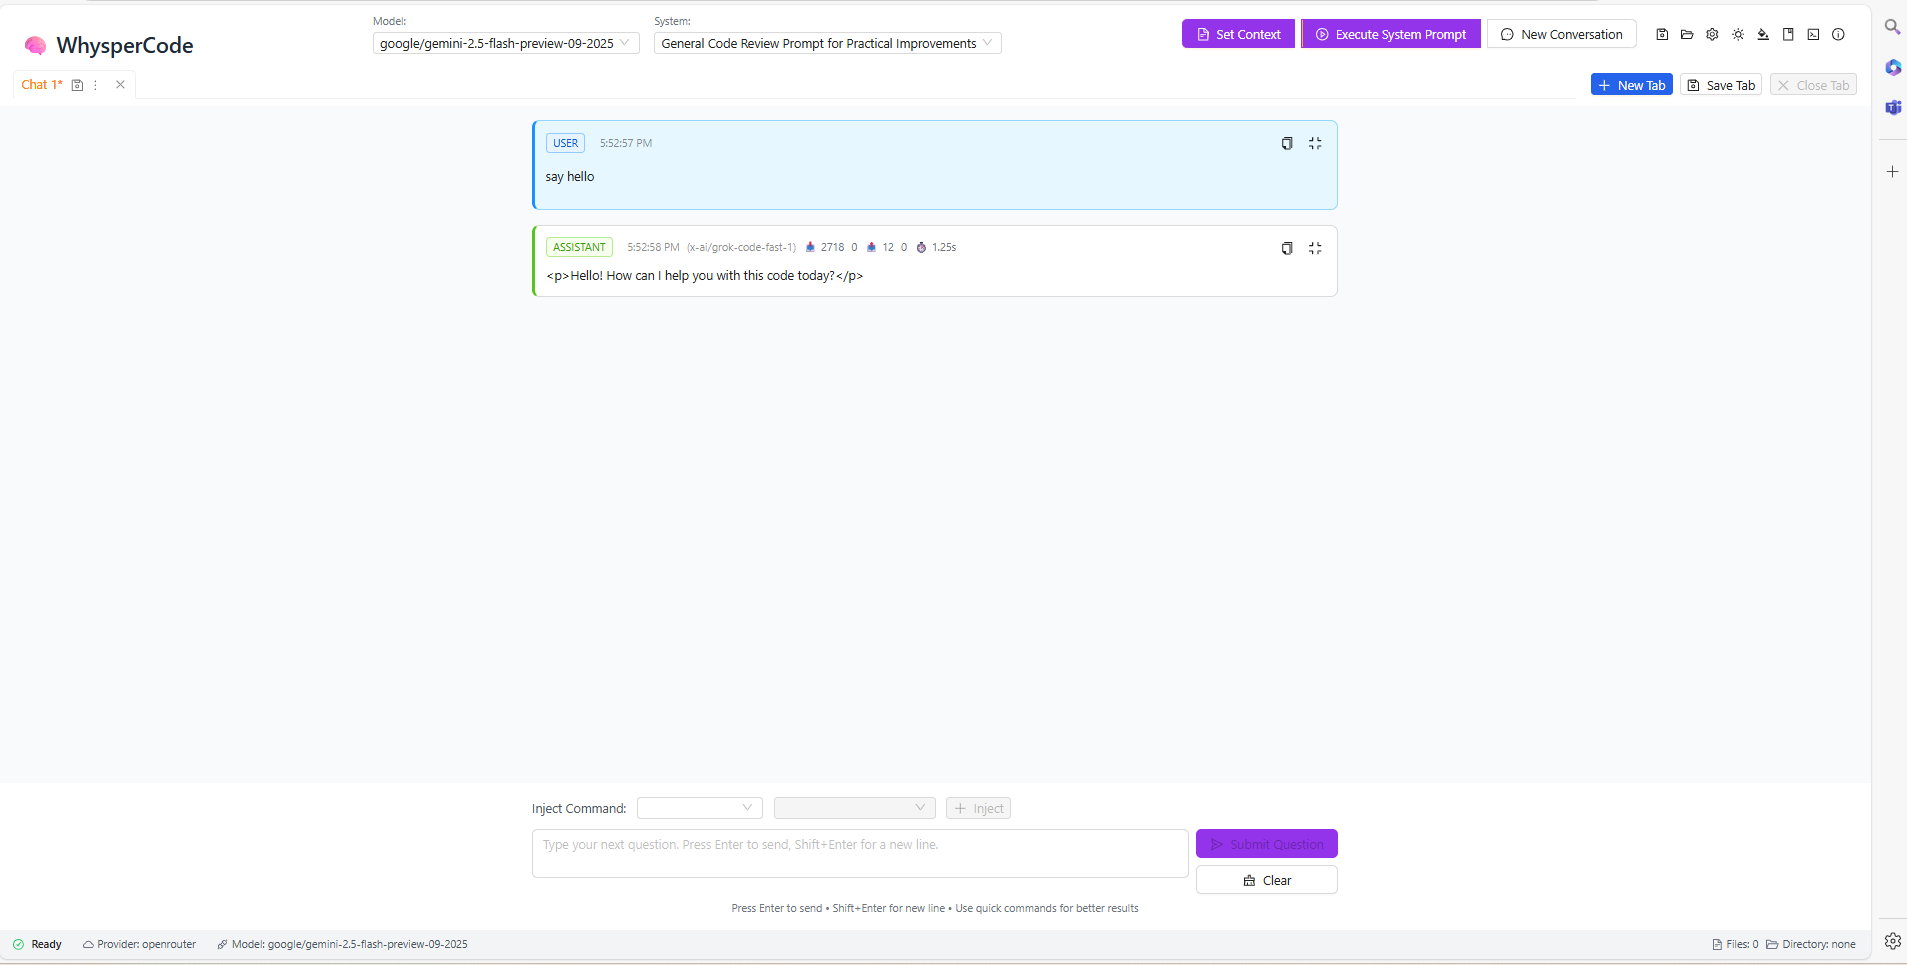 WhysperCode
Model:
google/gemini-2.5-flash-preview-09-2025
System:
General Code Review Prompt for Practical Improvements
Set Context
Execute System Prompt
New Conversation
Chat 1*
New Tab
Save Tab
Close Tab
USER 5:52:57 PM
say hello
ASSISTANT 5:52:58 PM (x-ai/grok-code-fast-1) 2718 0 12 0 1.25s
<p>Hello! How can I help you with this code today?</p>
Inject Command:
Inject
Type your next question. Press Enter to send, Shift+Enter for a new line.
Submit Question
Clear
Press Enter to send • Shift+Enter for new line • Use quick commands for better results
Ready Provider: openrouter Model: google/gemini-2.5-flash-preview-09-2025 Files: 0 Directory: none